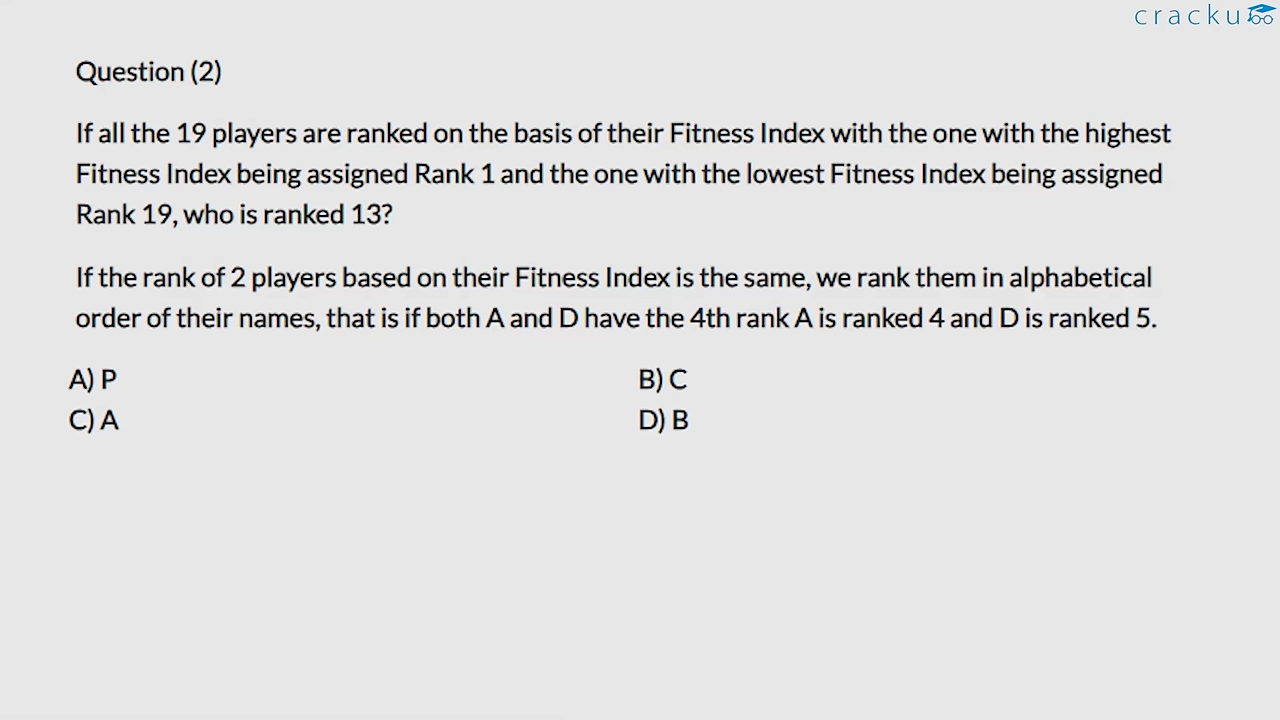 cracku
Question (2)
If all the 19 players are ranked on the basis of their Fitness Index with the one with the highest
Fitness Index being assigned Rank 1 and the one with the lowest Fitness Index being assigned
Rank 19, who is ranked 13?
If the rank of 2 players based on their Fitness Index is the same, we rank them in alphabetical
order of their names, that is if both A and D have the 4th rank A is ranked 4 and D is ranked 5.
A) P B) C
C) A D) B